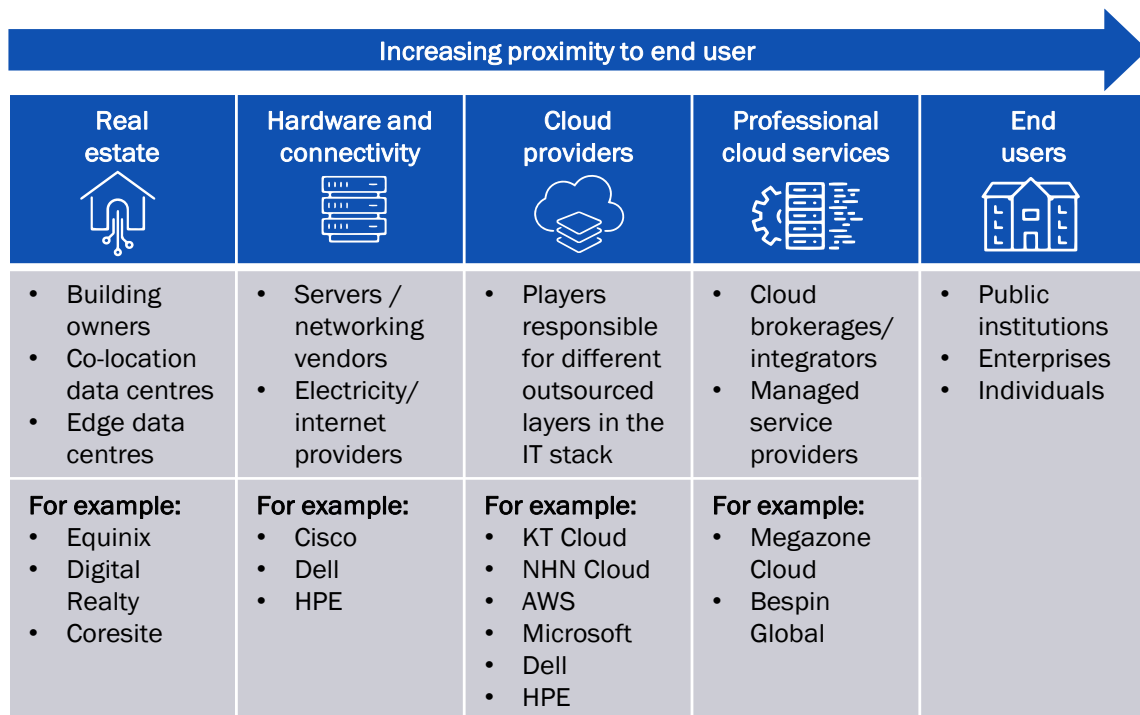 Increasing proximity to end user
Real
estate
Hardware and
connectivity
Cloud
providers
Professional
cloud services
End
users
• Building
owners
• Co-location
data centres
• Edge data
centres
• Servers /
networking
vendors
• Electricity/
internet
providers
• Players
responsible
for different
outsourced
layers in the
IT stack
• Cloud
brokerages/
integrators
• Managed
service
providers
• Public
institutions
• Enterprises
• Individuals
For example:
• Equinix
• Digital
Realty
• Coresite
For example:
• Cisco
• Dell
• HPE
For example:
• KT Cloud
• NHN Cloud
• AWS
• Microsoft
• Dell
• HPE
For example:
• Megazone
Cloud
• Bespin
Global